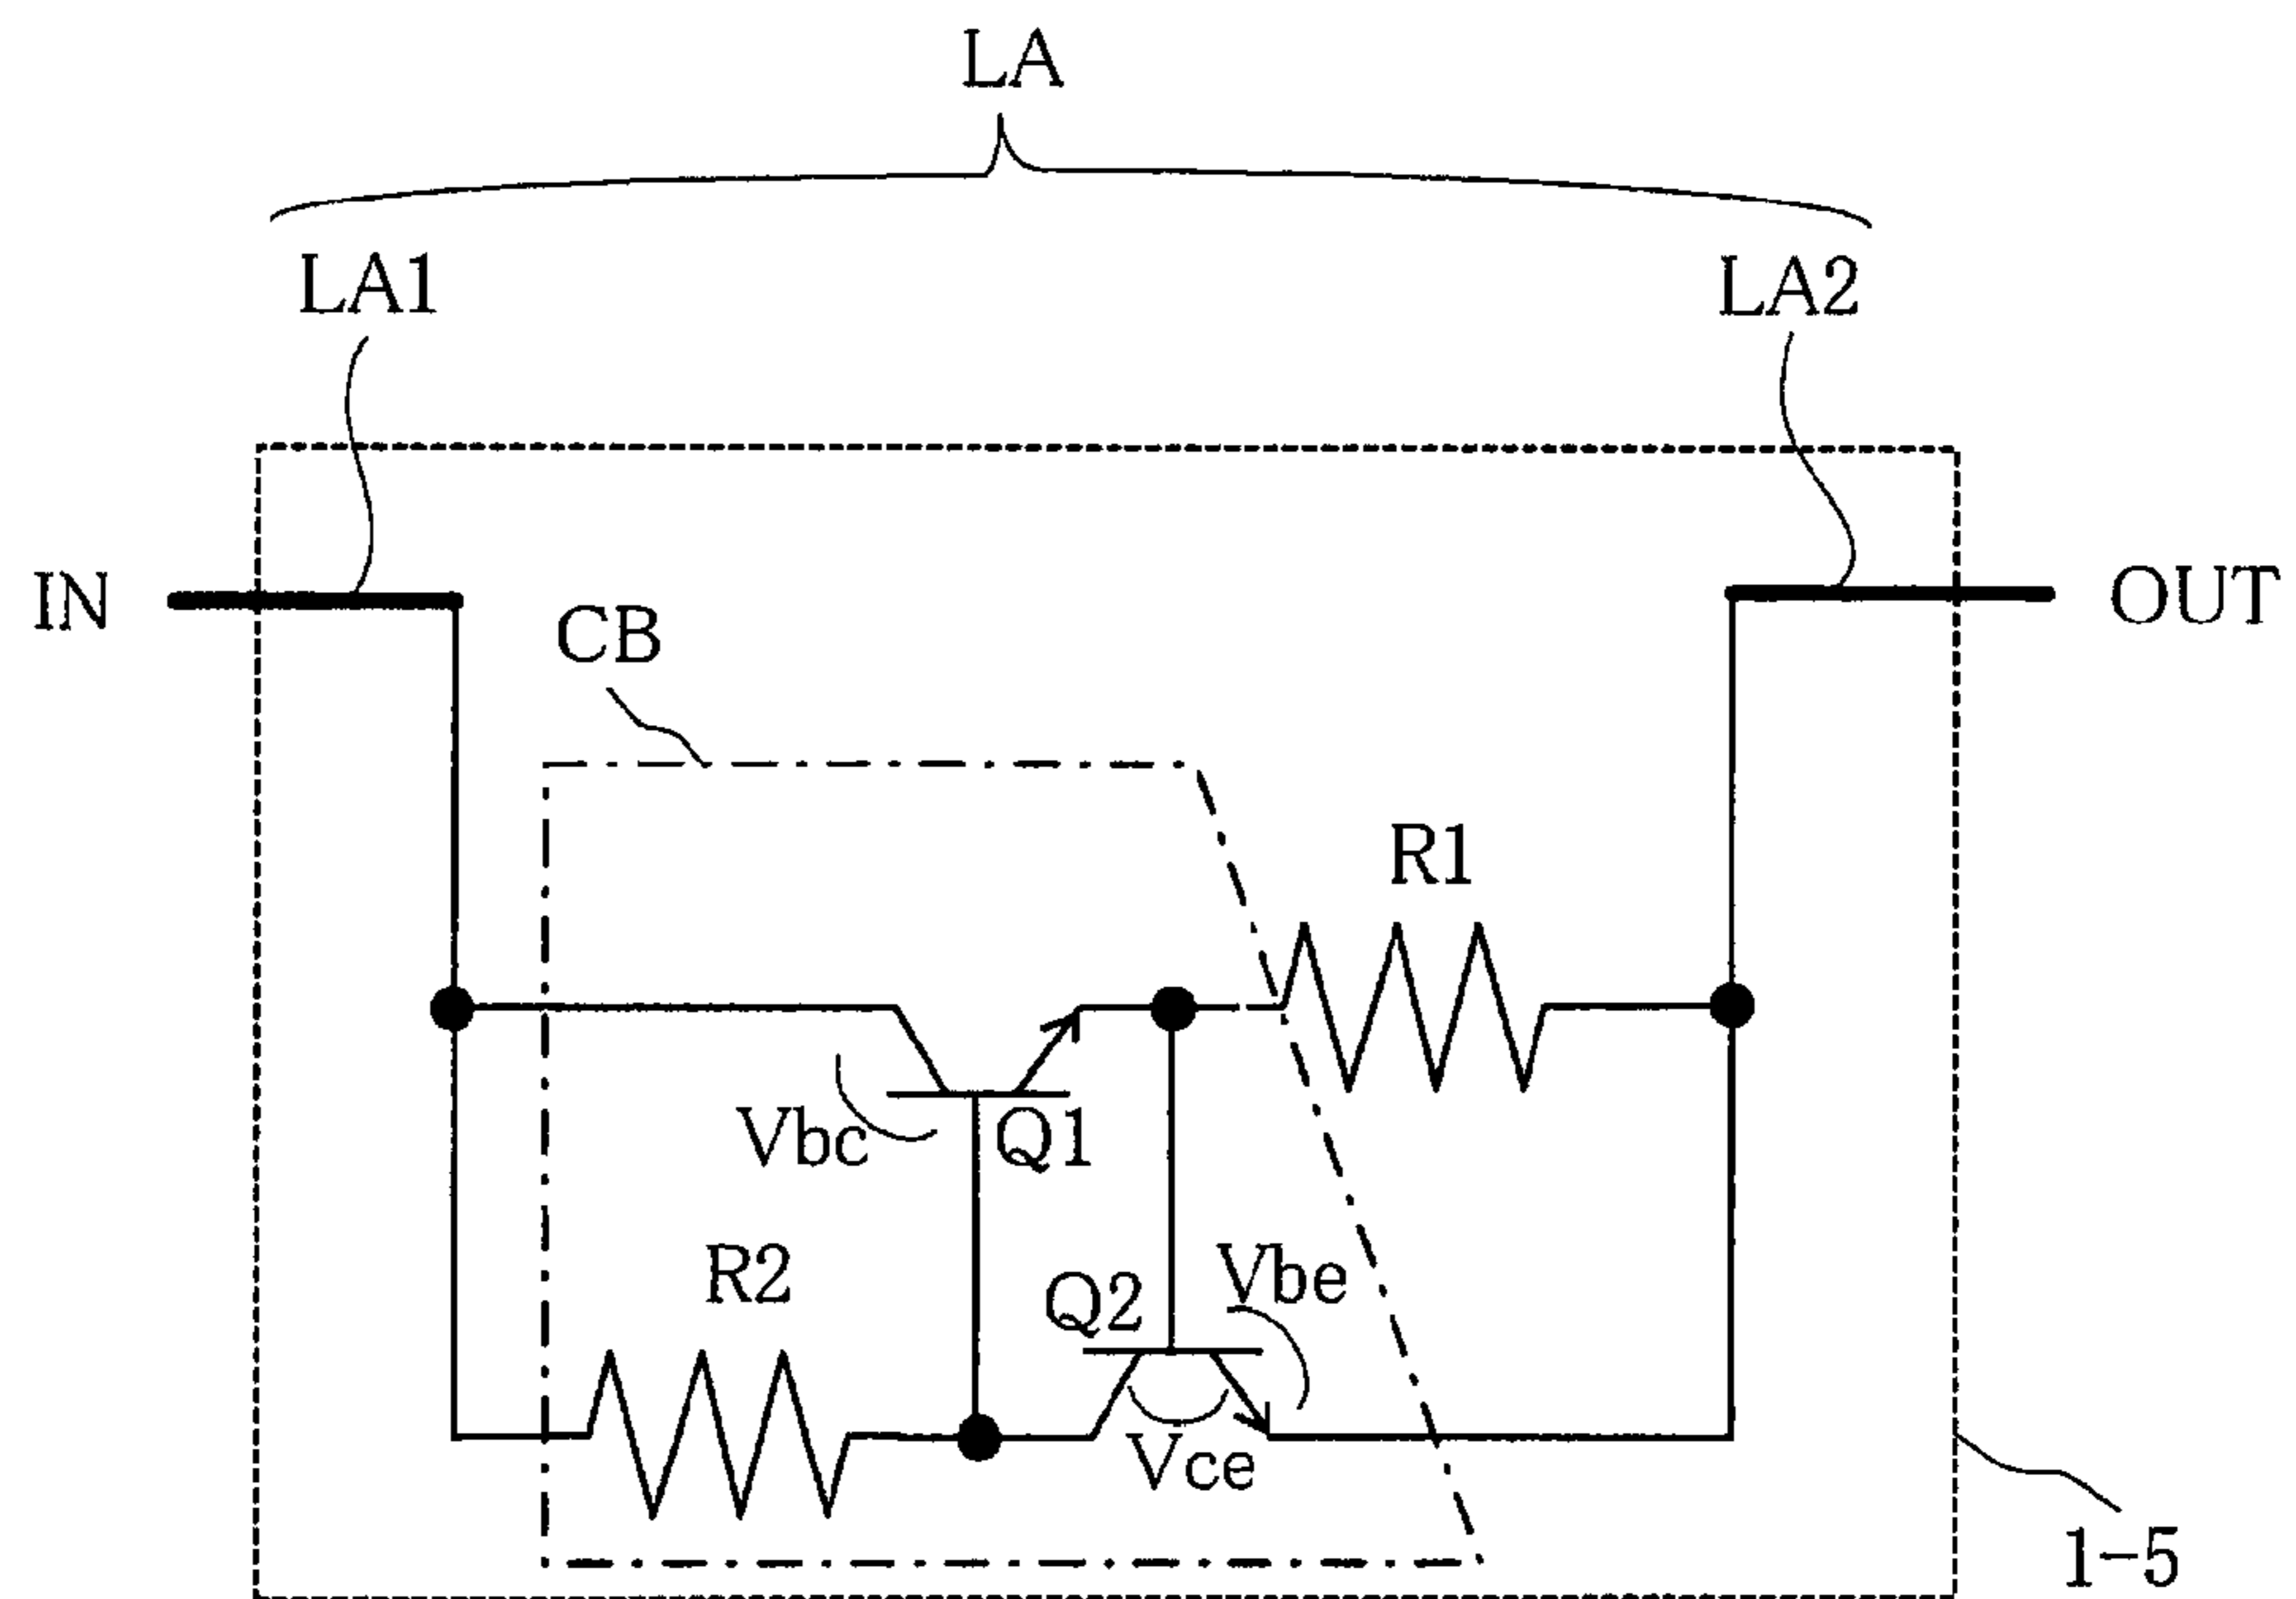 LA
LA1
LA2
IN
OUT
CB
R1
Vbc
Q1
R2
Q2
Vbe
Vce
1-5